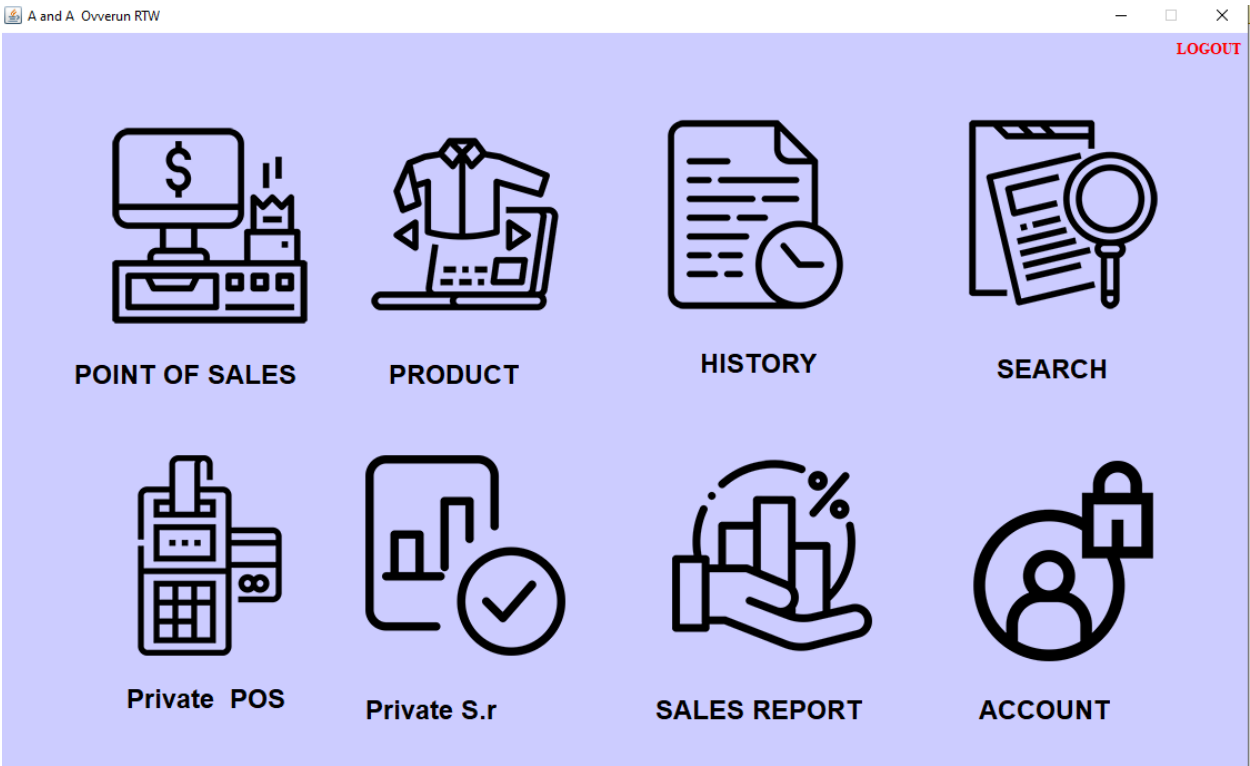 A and A Ovverun RTW
LOGOUT
$
POINT OF SALES
PRODUCT
HISTORY
SEARCH
%
Private POS
Private S.r
SALES REPORT
ACCOUNT